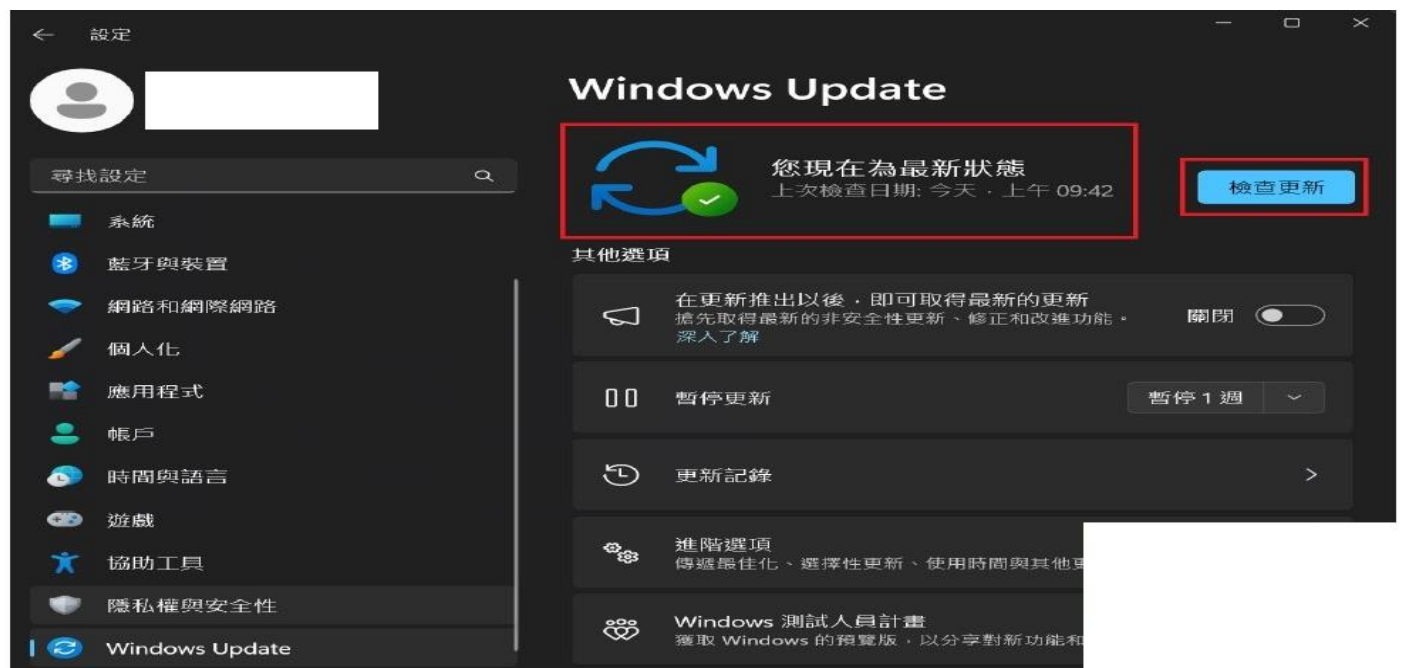 設定
Windows Update
您現在為最新狀態
上次檢查日期: 今天，上午 09:42
檢查更新
尋找設定
系統
藍牙與裝置
網路和網際網路
個人化
應用程式
帳戶
時間與語言
遊戲
協助工具
隱私權與安全性
Windows Update
其他選項
在更新推出以後，即可取得最新的更新
搶先取得最新的非安全性更新、修正和改進功能。
深入了解
關閉
暫停更新
暫停 1 週
更新記錄
進階選項
傳遞最佳化、選擇性更新、使用時間與其他更
Windows 測試人員計畫
獲取 Windows 的預覽版，以分享對新功能和